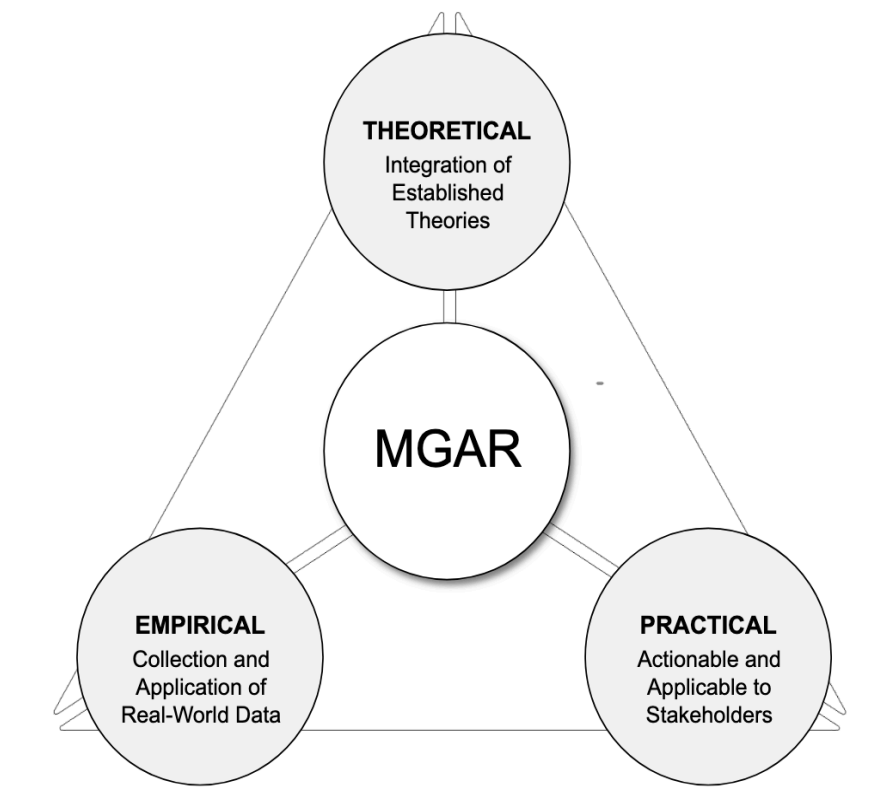 THEORETICAL
Integration of
Established
Theories
MGAR
EMPIRICAL
Collection and
Application of
Real-World Data
PRACTICAL
Actionable and
Applicable to
Stakeholders